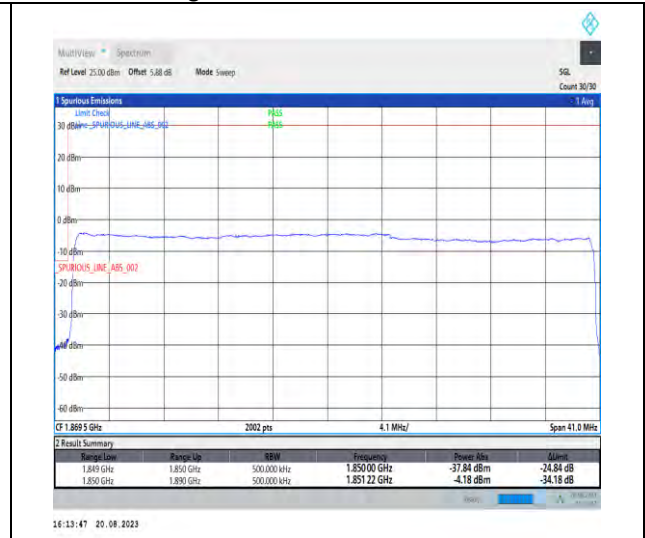 MultiView Spectrum
Ref Level 25.00 dBm Offset 5.88 dB Mode Sweep SGL
Count 30/30
1 Spurious Emissions 1 Avg
Limit Check PASS
30 dBm Line _SPURIOUS_LINE_ABS_002 PASS
20 dBm
10 dBm
0 dBm
-10 dBm
_SPURIOUS_LINE_ABS_002
-20 dBm
-30 dBm
-40 dBm
-50 dBm
-60 dBm
CF 1.869 5 GHz 2002 pts 4.1 MHz/ Span 41.0 MHz
2 Result Summary
Range Low Range Up RBW Frequency Power Abs ΔLimit
1.849 GHz 1.850 GHz 500.000 kHz 1.850 00 GHz -37.84 dBm -24.84 dB
1.850 GHz 1.890 GHz 500.000 kHz 1.851 22 GHz -4.18 dBm -34.18 dB
16:13:47 20.08.2023